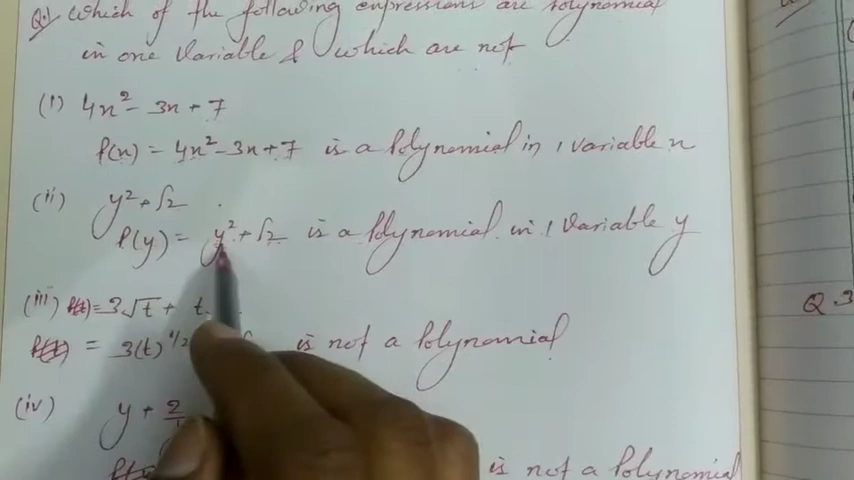 Q.1 Which of the following expressions are Polynomial
in one Variable & which are not
(i) 4x² - 3x + 7
P(x) = 4x² - 3x + 7 is a Polynomial in 1 variable x
(ii) y² + √2
P(y) = y² + √2 is a Polynomial in 1 Variable y
(iii) P(t) = 3√t + t
= 3(t)^1/2 is not a Polynomial
(iv) y + 2
is not a Polynomial
Q.3